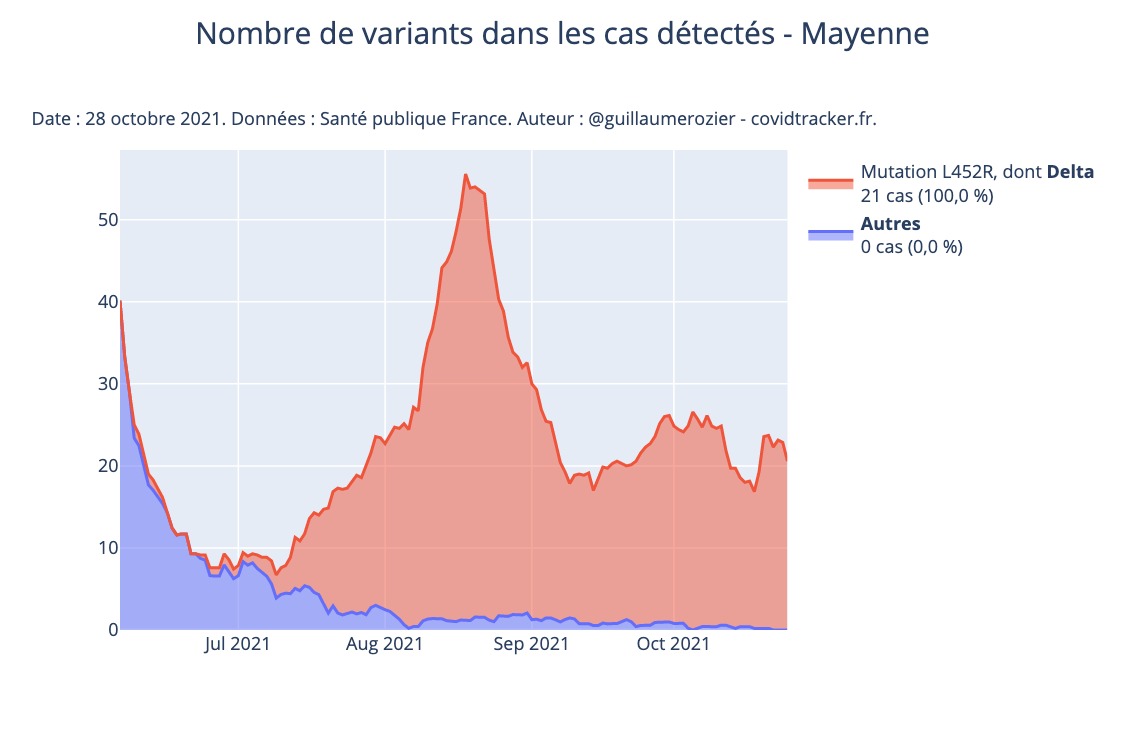 Nombre de variants dans les cas détectés - Mayenne
Date : 28 octobre 2021. Données : Santé publique France. Auteur : @guillaumerozier - covidtracker.fr.
Mutation L452R, dont Delta
21 cas (100,0 %)
Autres
0 cas (0,0 %)
50
40
30
20
10
0
Jul 2021
Aug 2021
Sep 2021
Oct 2021